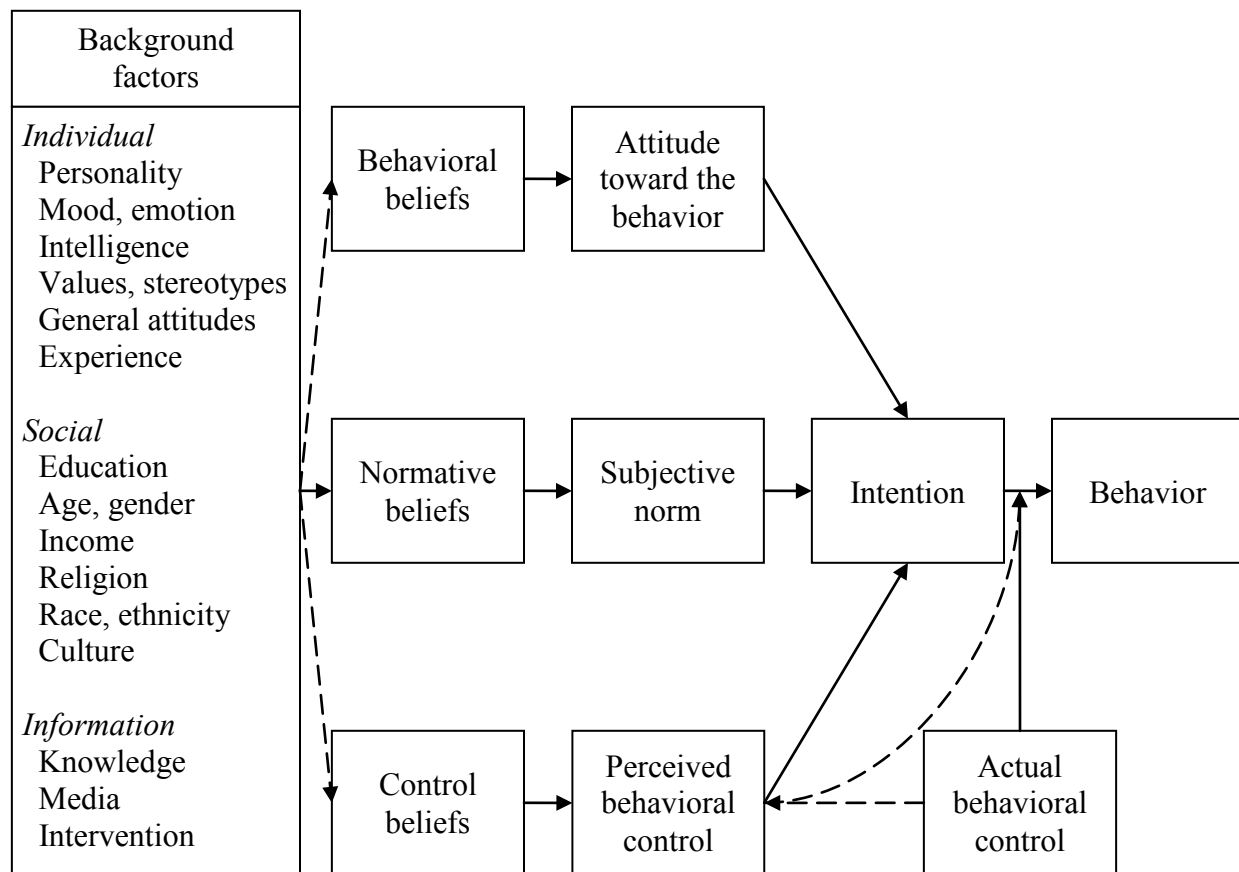 Background
factors
Individual
Personality
Mood, emotion
Intelligence
Values, stereotypes
General attitudes
Experience
Social
Education
Age, gender
Income
Religion
Race, ethnicity
Culture
Information
Knowledge
Media
Intervention
Behavioral
beliefs
Attitude
toward the
behavior
Normative
beliefs
Subjective
norm
Intention
Behavior
Control
beliefs
Perceived
behavioral
control
Actual
behavioral
control